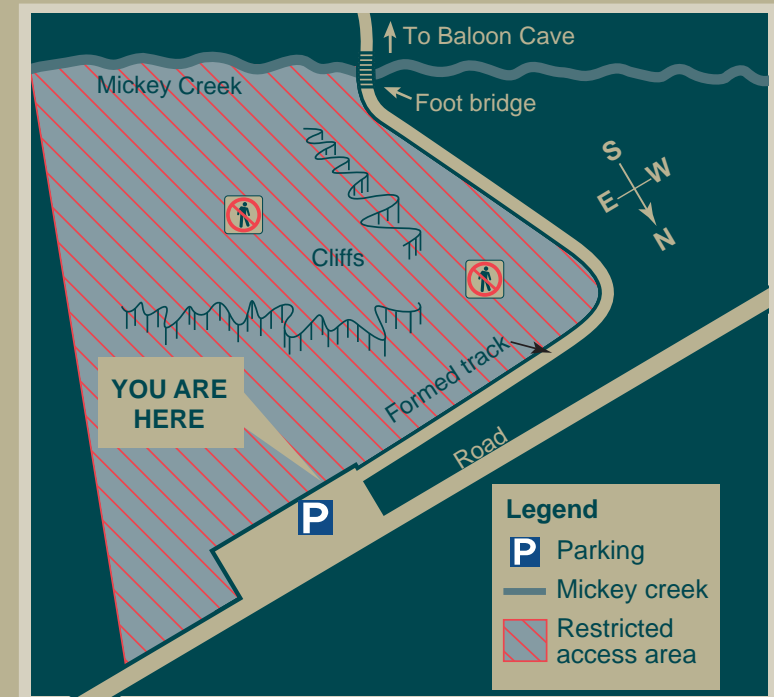 To Baloon Cave
Mickey Creek
Foot bridge
S
W
E
N
Cliffs
Formed track
YOU ARE
HERE
Road
P
Legend
P Parking
Mickey creek
Restricted
access area